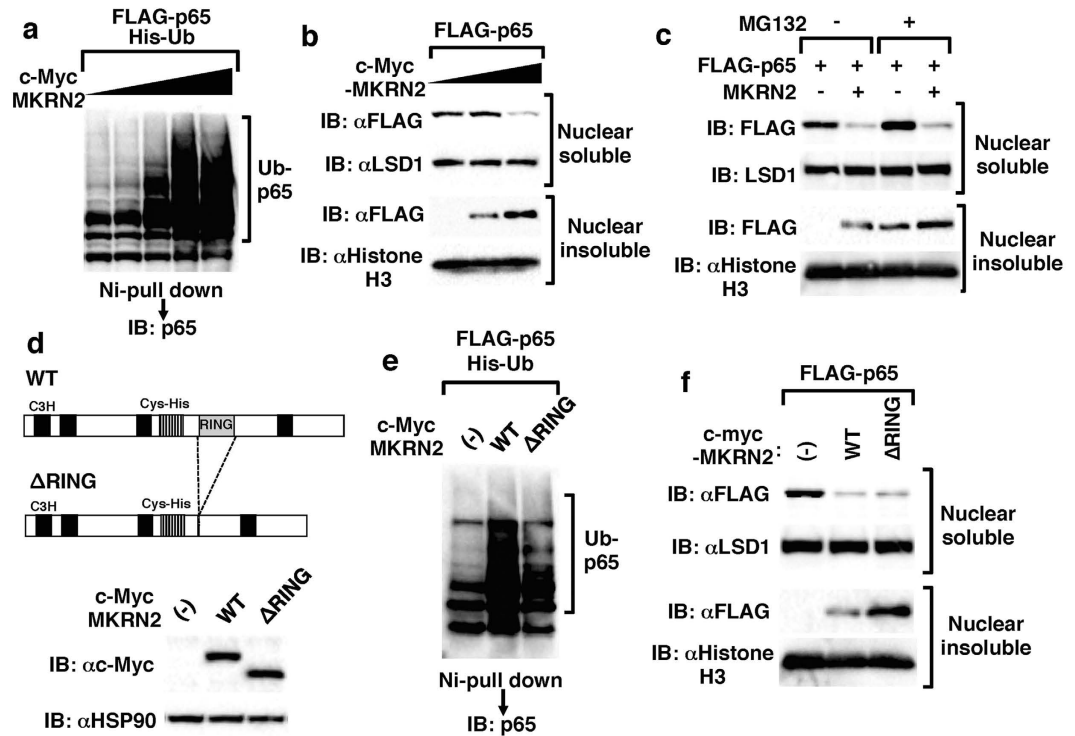 a
FLAG-p65
His-Ub
c-Myc
MKRN2
Ub-
p65
Ni-pull down
IB: p65
b
FLAG-p65
c-Myc
-MKRN2
IB: αFLAG
IB: αLSD1
Nuclear
soluble
IB: αFLAG
IB: αHistone
H3
Nuclear
insoluble
c
MG132 - +
FLAG-p65 + + + +
MKRN2 - + - +
IB: FLAG
IB: LSD1
Nuclear
soluble
IB: FLAG
IB: αHistone
H3
Nuclear
insoluble
d
WT
C3H Cys-His
RING
ΔRING
C3H Cys-His
c-Myc
MKRN2 (-) WT ΔRING
IB: αc-Myc
IB: αHSP90
e
FLAG-p65
His-Ub
c-Myc
MKRN2 (-) WT ΔRING
Ub-
p65
Ni-pull down
IB: p65
f
FLAG-p65
c-myc
-MKRN2 : (-) WT ΔRING
IB: αFLAG
IB: αLSD1
Nuclear
soluble
IB: αFLAG
IB: αHistone
H3
Nuclear
insoluble